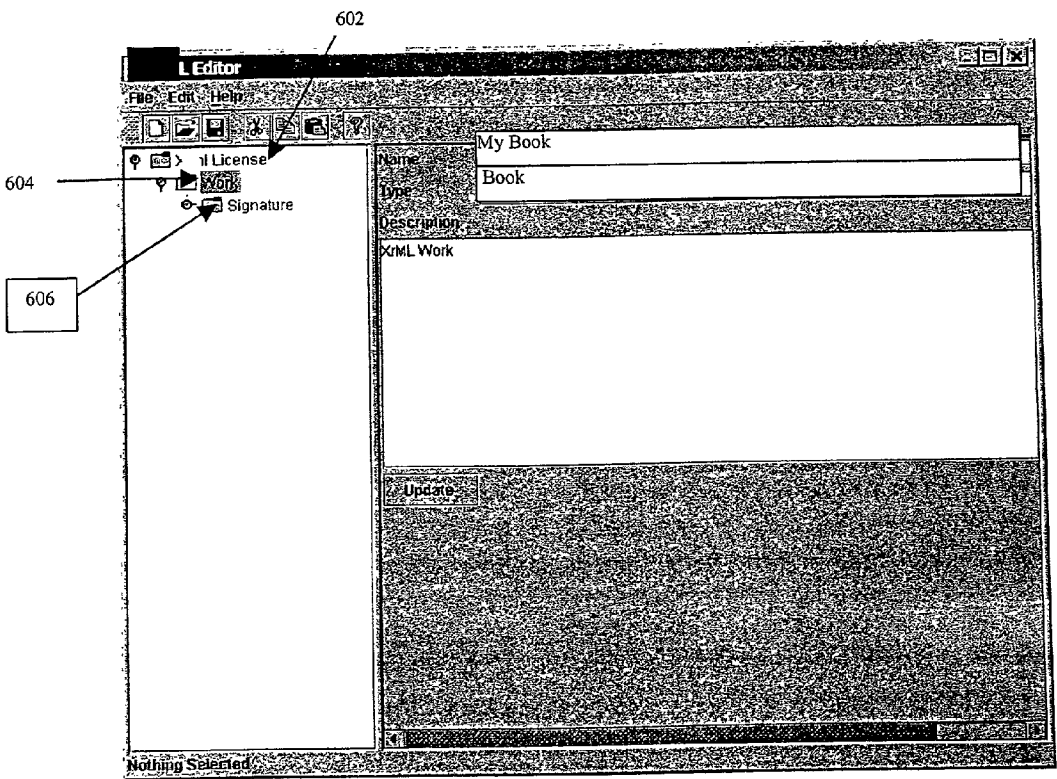 602
L Editor
File Edit Help
My Book
Name
License
Book
604
Work
Type
Signature
Description
XrML Work
606
Update
Nothing Selected